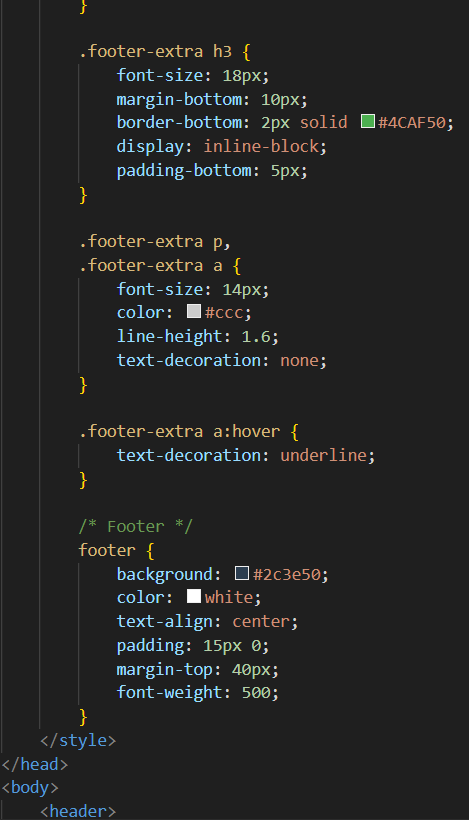 }
.footer-extra h3 {
font-size: 18px;
margin-bottom: 10px;
border-bottom: 2px solid #4CAF50;
display: inline-block;
padding-bottom: 5px;
}
.footer-extra p,
.footer-extra a {
font-size: 14px;
color: #ccc;
line-height: 1.6;
text-decoration: none;
}
.footer-extra a:hover {
text-decoration: underline;
}
/* Footer */
footer {
background: #2c3e50;
color: white;
text-align: center;
padding: 15px 0;
margin-top: 40px;
font-weight: 500;
}
</style>
</head>
<body>
<header>